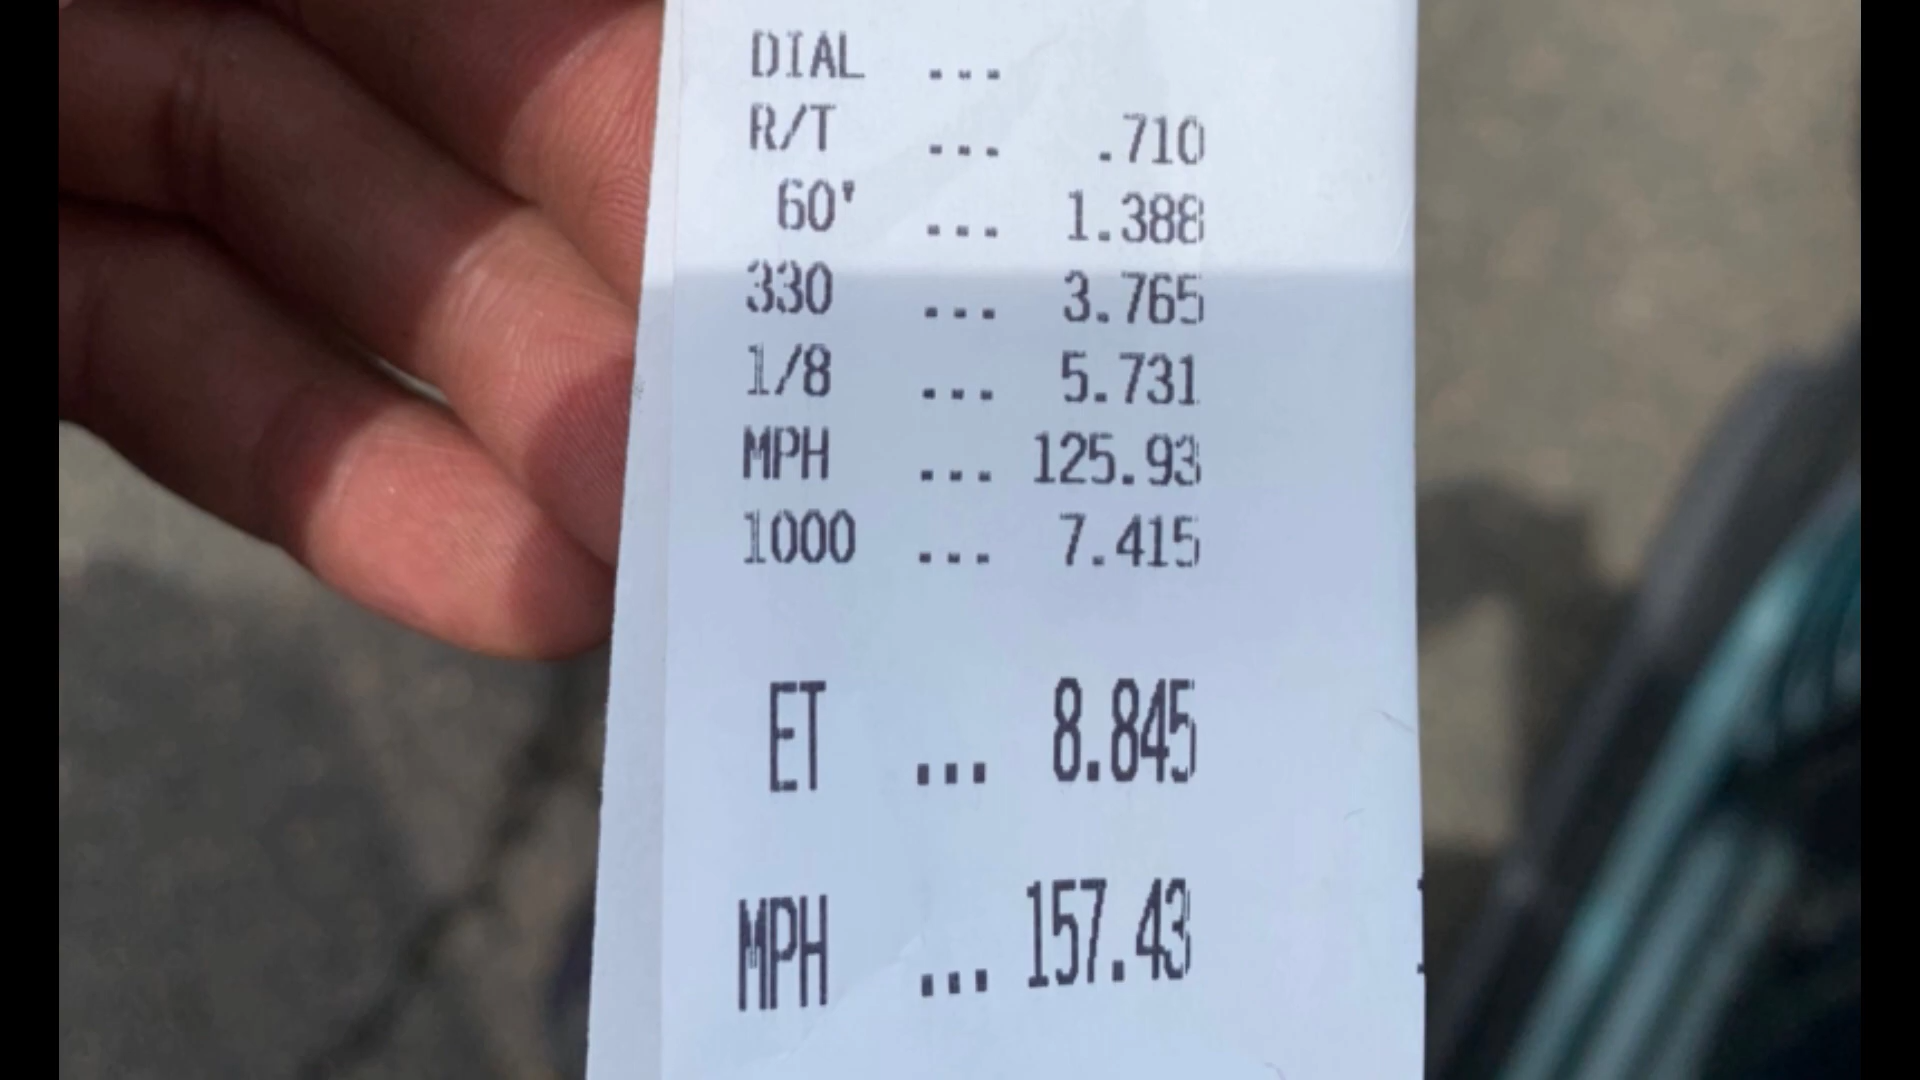 DIAL ...
R/T ... .710
60' ... 1.388
330 ... 3.765
1/8 ... 5.731
MPH ... 125.93
1000 ... 7.415
ET ... 8.845
MPH ... 157.43